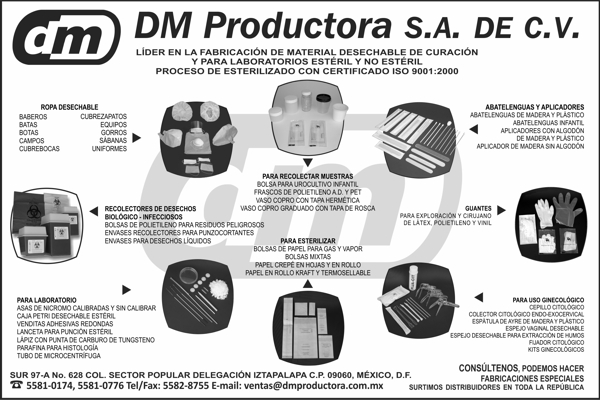 dm
DM Productora S.A. DE C.V.
LÍDER EN LA FABRICACIÓN DE MATERIAL DESECHABLE DE CURACIÓN
Y PARA LABORATORIOS ESTÉRIL Y NO ESTÉRIL
PROCESO DE ESTERILIZADO CON CERTIFICADO ISO 9001:2000
ROPA DESECHABLE
BABEROS CUBREZAPATOS
BATAS EQUIPOS
BOTAS GORROS
CAMPOS SÁBANAS
CUBREBOCAS UNIFORMES
PARA RECOLECTAR MUESTRAS
BOLSA PARA UROCULTIVO INFANTIL
FRASCOS DE POLIETILENO A.D. Y PET
VASO COPRO CON TAPA HERMÉTICA
VASO COPRO GRADUADO CON TAPA DE ROSCA
ABATELENGUAS Y APLICADORES
ABATELENGUAS DE MADERA Y PLÁSTICO
ABATELENGUAS INFANTIL
APLICADORES CON ALGODÓN
DE MADERA Y PLÁSTICO
APLICADOR DE MADERA SIN ALGODÓN
RECOLECTORES DE DESECHOS
BIOLÓGICO - INFECCIOSOS
BOLSAS DE POLIETILENO PARA RESIDUOS PELIGROSOS
ENVASES RECOLECTORES PARA PUNZOCORTANTES
ENVASES PARA DESECHOS LÍQUIDOS
GUANTES
PARA EXPLORACIÓN Y CIRUJANO
DE LÁTEX, POLIETILENO Y VINIL
PARA ESTERILIZAR
BOLSAS DE PAPEL PARA GAS Y VAPOR
BOLSAS MIXTAS
PAPEL CREPÉ EN HOJAS Y EN ROLLO
PAPEL EN ROLLO KRAFT Y TERMOSELLABLE
PARA LABORATORIO
ASAS DE NICROMO CALIBRADAS Y SIN CALIBRAR
CAJA PETRI DESECHABLE ESTÉRIL
VENDITAS ADHESIVAS REDONDAS
LANCETA PARA PUNCIÓN ESTÉRIL
LÁPIZ CON PUNTA DE CARBURO DE TUNGSTENO
PARAFINA PARA HISTOLOGÍA
TUBO DE MICROCENTRÍFUGA
PARA USO GINECOLÓGICO
CEPILLO CITOLÓGICO
COLECTOR CITOLÓGICO ENDO-EXOCERVICAL
ESPÁTULA DE AYRE DE MADERA Y PLÁSTICO
ESPEJO VAGINAL DESECHABLE
ESPEJO DESECHABLE PARA EXTRACCIÓN DE HUMOS
FIJADOR CITOLÓGICO
KITS GINECOLÓGICOS
SUR 97-A No. 628 COL. SECTOR POPULAR DELEGACIÓN IZTAPALAPA C.P. 09060, MÉXICO, D.F.
☎ 5581-0174, 5581-0776 Tel/Fax: 5582-8755 E-mail: ventas@dmproductora.com.mx
CONSÚLTENOS, PODEMOS HACER
FABRICACIONES ESPECIALES
SURTIMOS DISTRIBUIDORES EN TODA LA REPÚBLICA